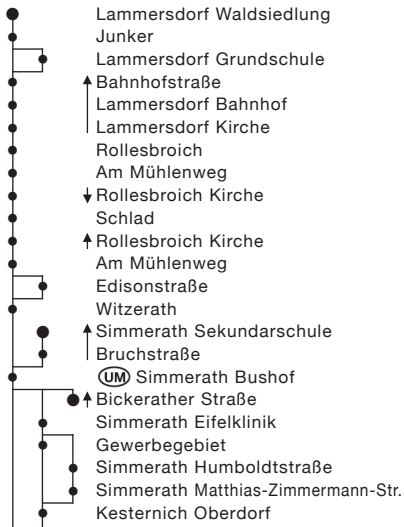 Lammersdorf Waldsiedlung
Junker
Lammersdorf Grundschule
Bahnhofstraße
Lammersdorf Bahnhof
Lammersdorf Kirche
Rollesbroich
Am Mühlenweg
Rollesbroich Kirche
Schlad
Rollesbroich Kirche
Am Mühlenweg
Edisonstraße
Witzerath
Simmerath Sekundarschule
Bruchstraße
UM Simmerath Bushof
Bickerather Straße
Simmerath Eifelklinik
Gewerbegebiet
Simmerath Humboldtstraße
Simmerath Matthias-Zimmermann-Str.
Kesternich Oberdorf